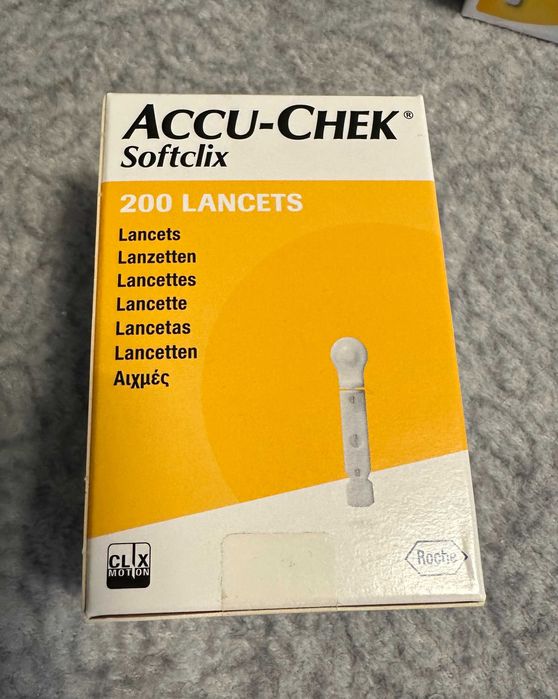 ACCU-CHEK®
Softclix
200 LANCETS
Lancets
Lanzetten
Lancettes
Lancette
Lancetas
Lancetten
Αιχμές
CLIX
MOTION
Roche